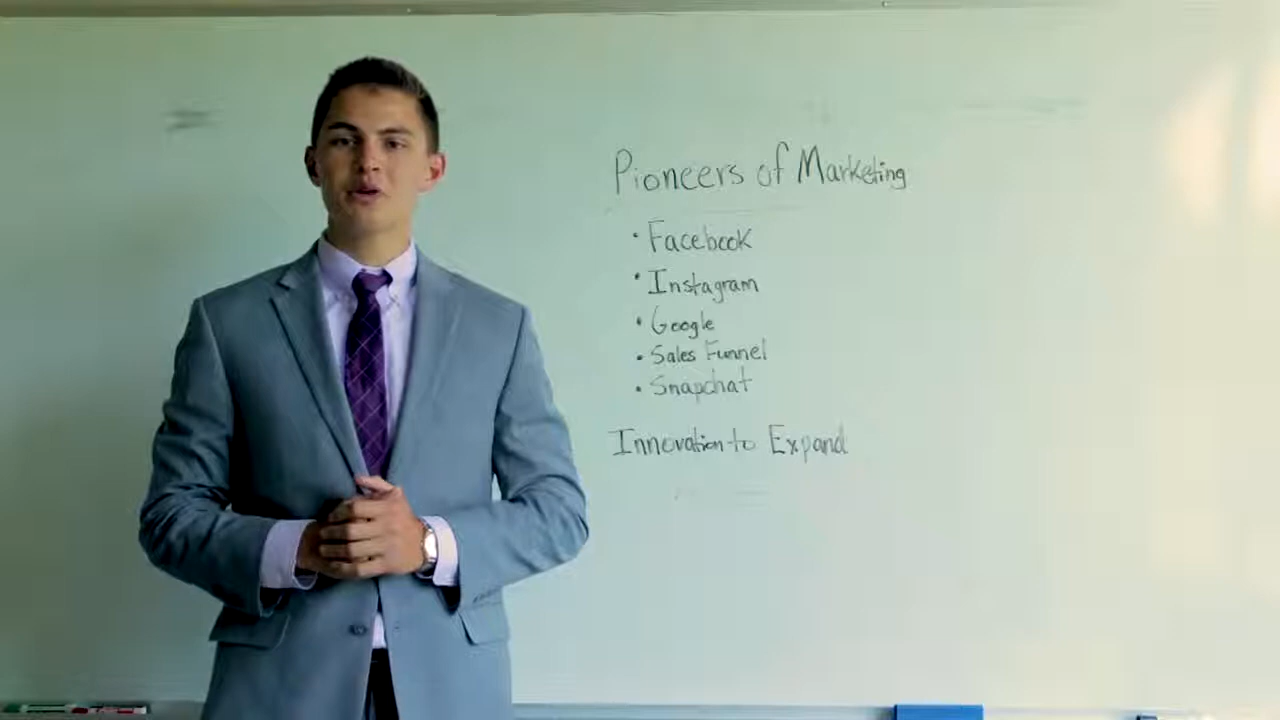 Pioneers of Marketing
• Facebook
• Instagram
• Google
• Sales Funnel
• Snapchat
Innovation to Expand